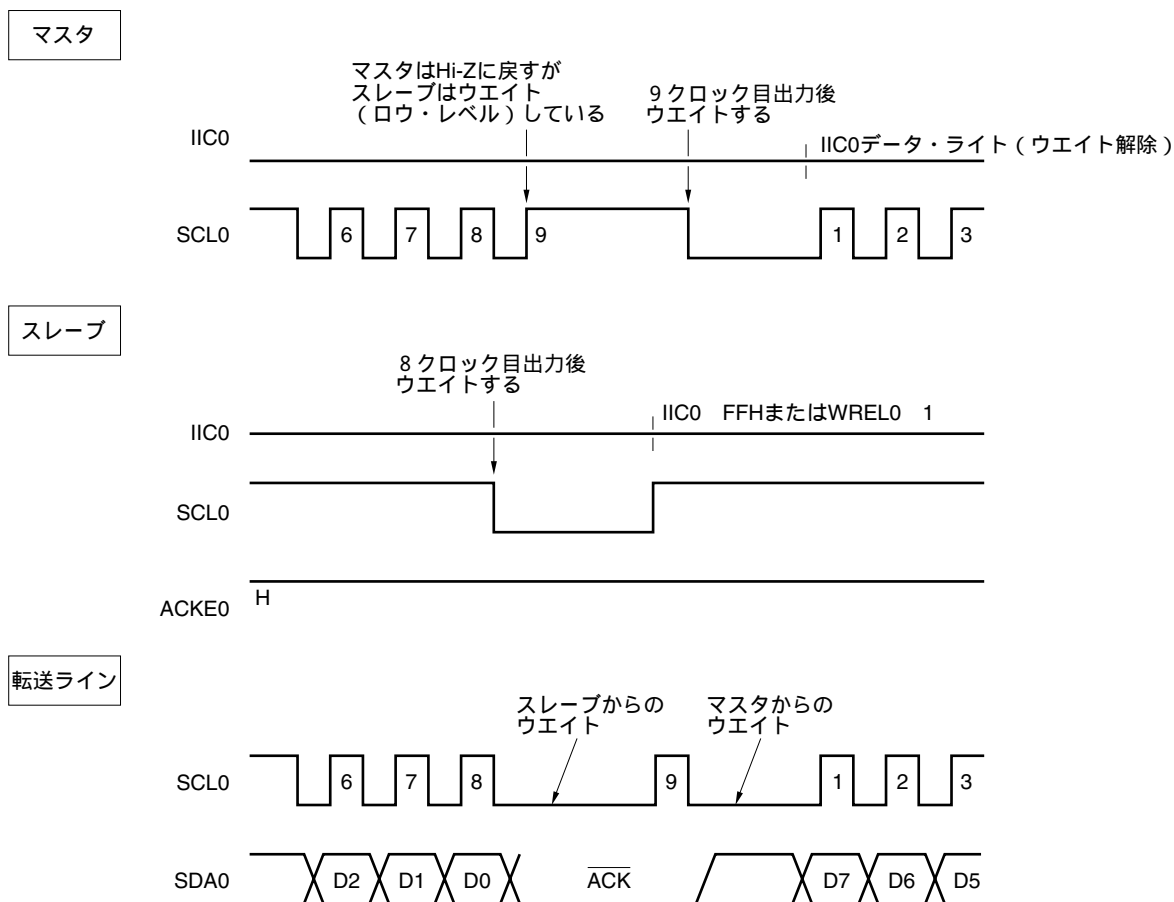 マスタ
マスタはHi-Zに戻すが
スレーブはウエイト
（ロウ・レベル）している
9クロック目出力後
ウエイトする
IIC0
IIC0データ・ライト（ウエイト解除）
SCL0
6 7 8 9 1 2 3
スレーブ
8クロック目出力後
ウエイトする
IIC0 FFHまたはWREL0 1
IIC0
SCL0
H
ACKE0
転送ライン
スレーブからの
ウエイト
マスタからの
ウエイト
SCL0
6 7 8 9 1 2 3
SDA0
D2 D1 D0 ACK D7 D6 D5